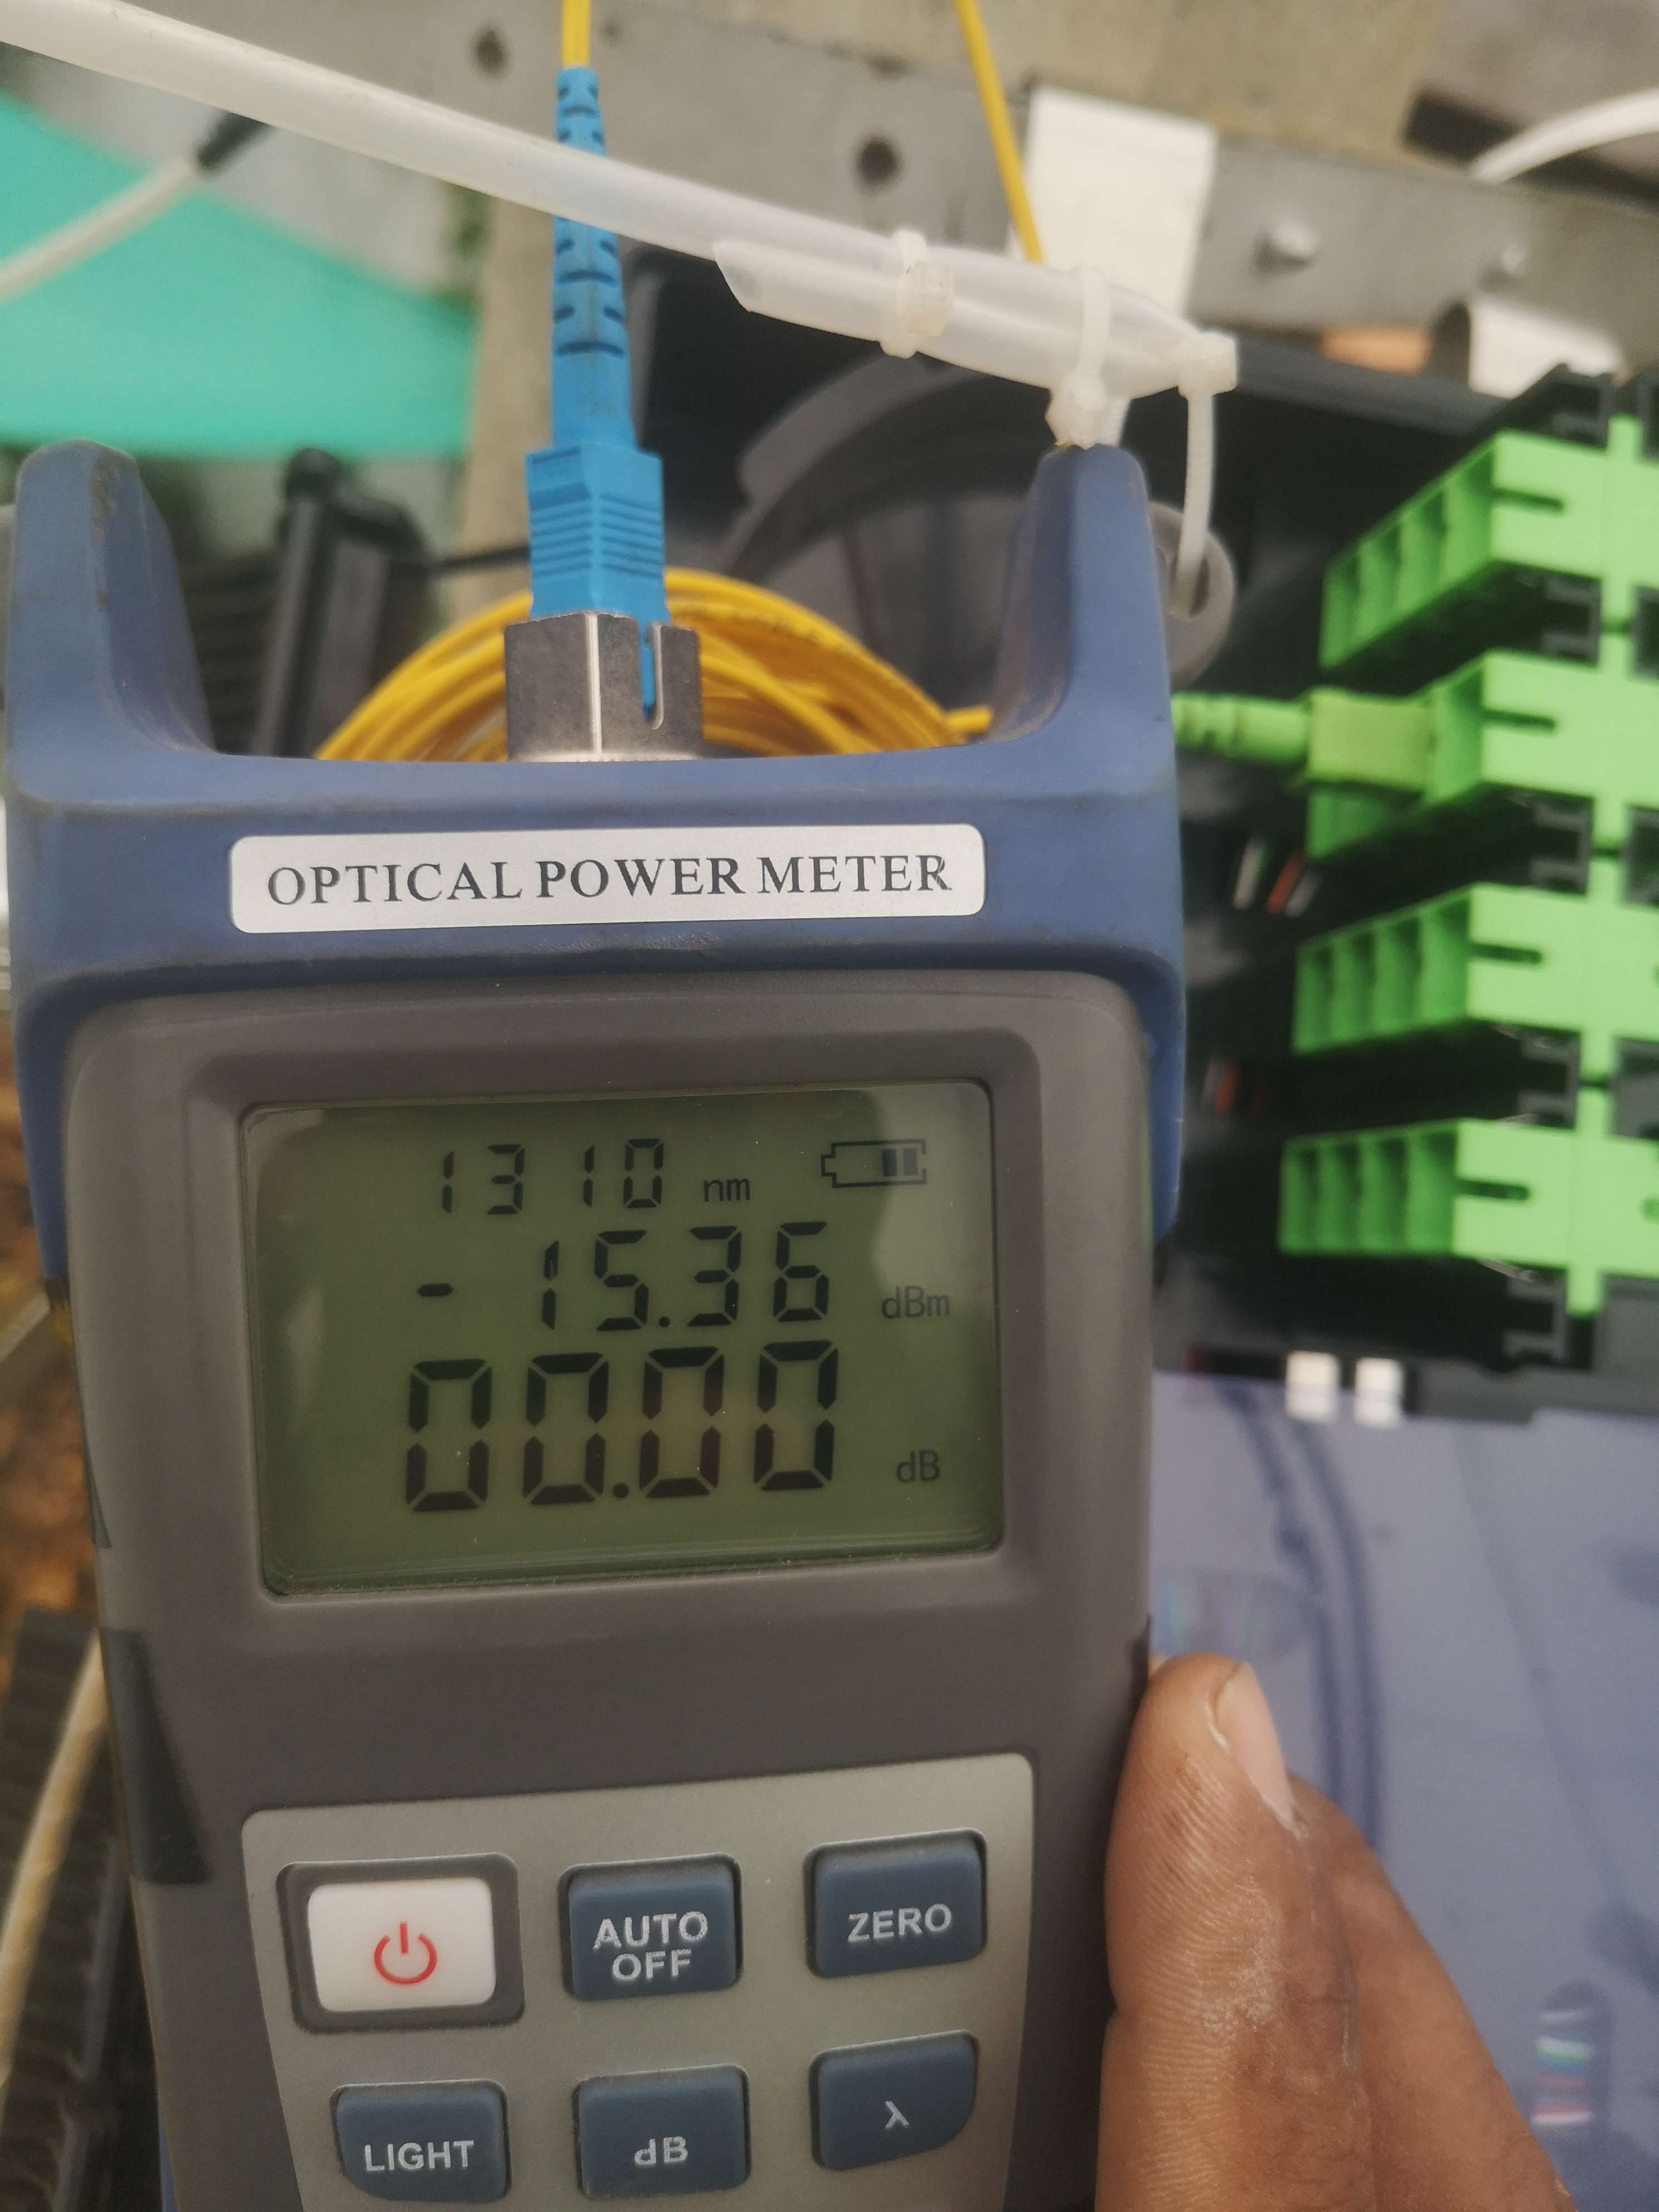 OPTICAL POWER METER
1310 nm
- 15.36 dBm
00.00 dB
AUTO OFF
ZERO
LIGHT
dB
λ